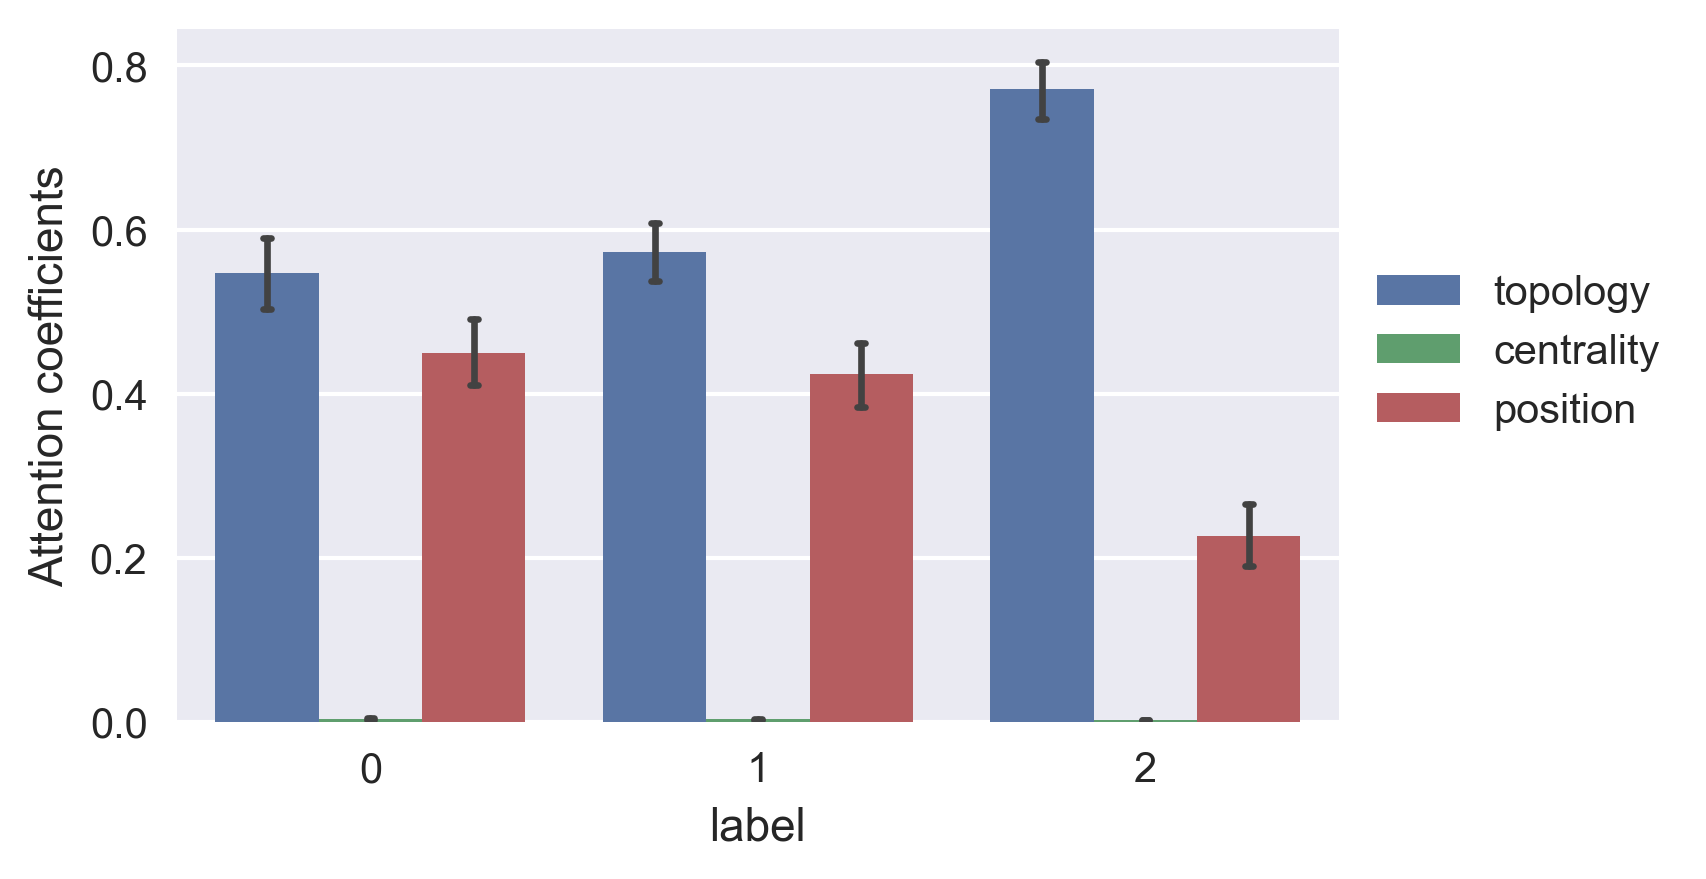 Attention coefficients
0.8
0.6
0.4
0.2
0.0
0 1 2
label
topology
centrality
position